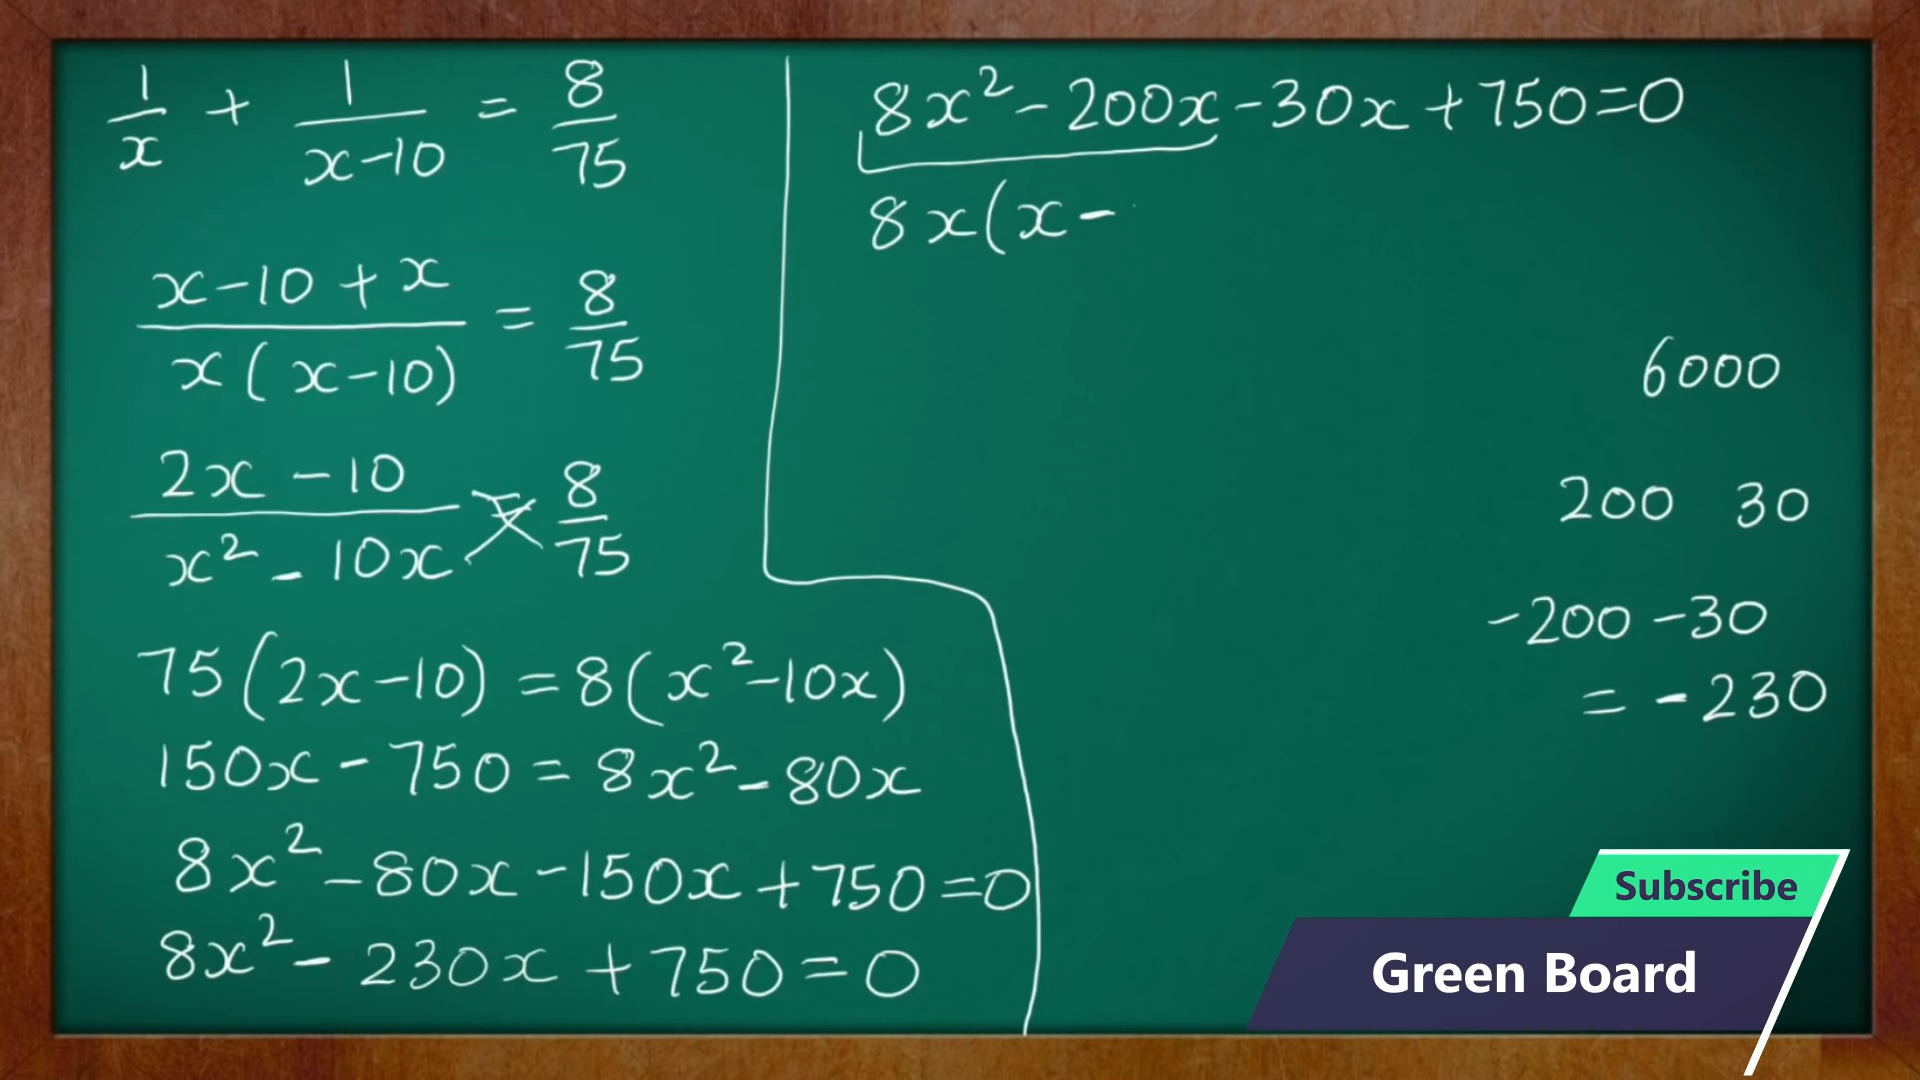 1/x + 1/(x-10) = 8/75
(x-10+x)/(x(x-10)) = 8/75
(2x-10)/(x²-10x) = 8/75
75(2x-10) = 8(x²-10x)
150x - 750 = 8x² - 80x
8x² - 80x - 150x + 750 = 0
8x² - 230x + 750 = 0
8x² - 200x - 30x + 750 = 0
8x(x -
6000
200 30
-200 -30
= -230
Subscribe
Green Board